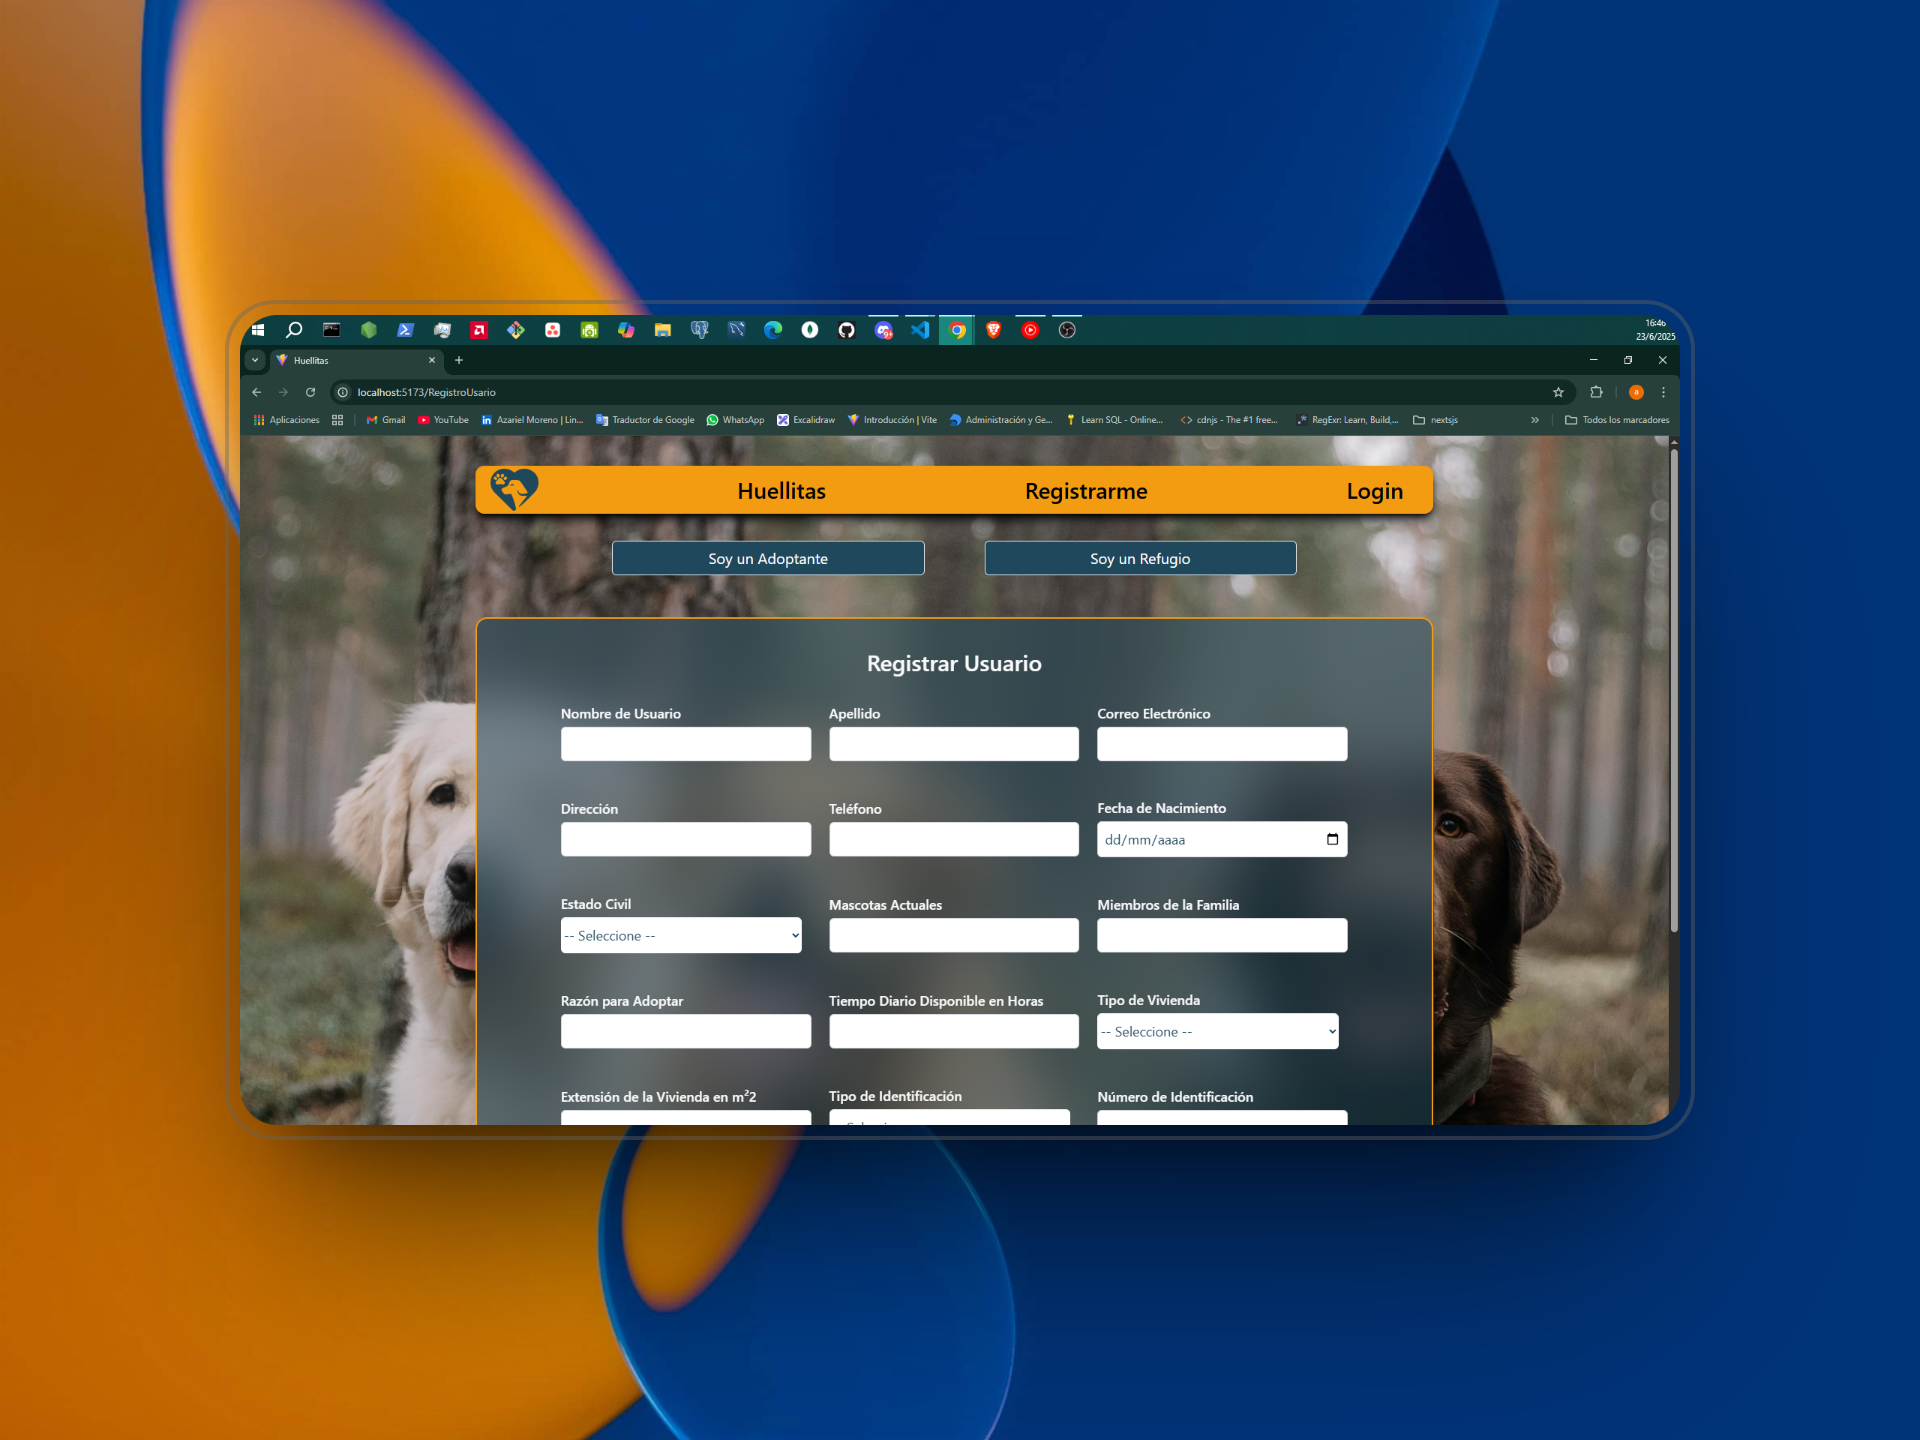 16:46
23/6/2025
Huellitas
localhost:5173/RegistroUsario
Aplicaciones Gmail YouTube Azariel Moreno | Lin... Traductor de Google WhatsApp Excalidraw Introducción | Vite Administración y Ge... Learn SQL - Online... cdnjs - The #1 free... RegExr: Learn, Build,... nextsjs » Todos los marcadores
Huellitas Registrarme Login
Soy un Adoptante Soy un Refugio
Registrar Usuario
Nombre de Usuario Apellido Correo Electrónico
Dirección Teléfono Fecha de Nacimiento
dd/mm/aaaa
Estado Civil Mascotas Actuales Miembros de la Familia
-- Seleccione --
Razón para Adoptar Tiempo Diario Disponible en Horas Tipo de Vivienda
-- Seleccione --
Extensión de la Vivienda en m²2 Tipo de Identificación Número de Identificación